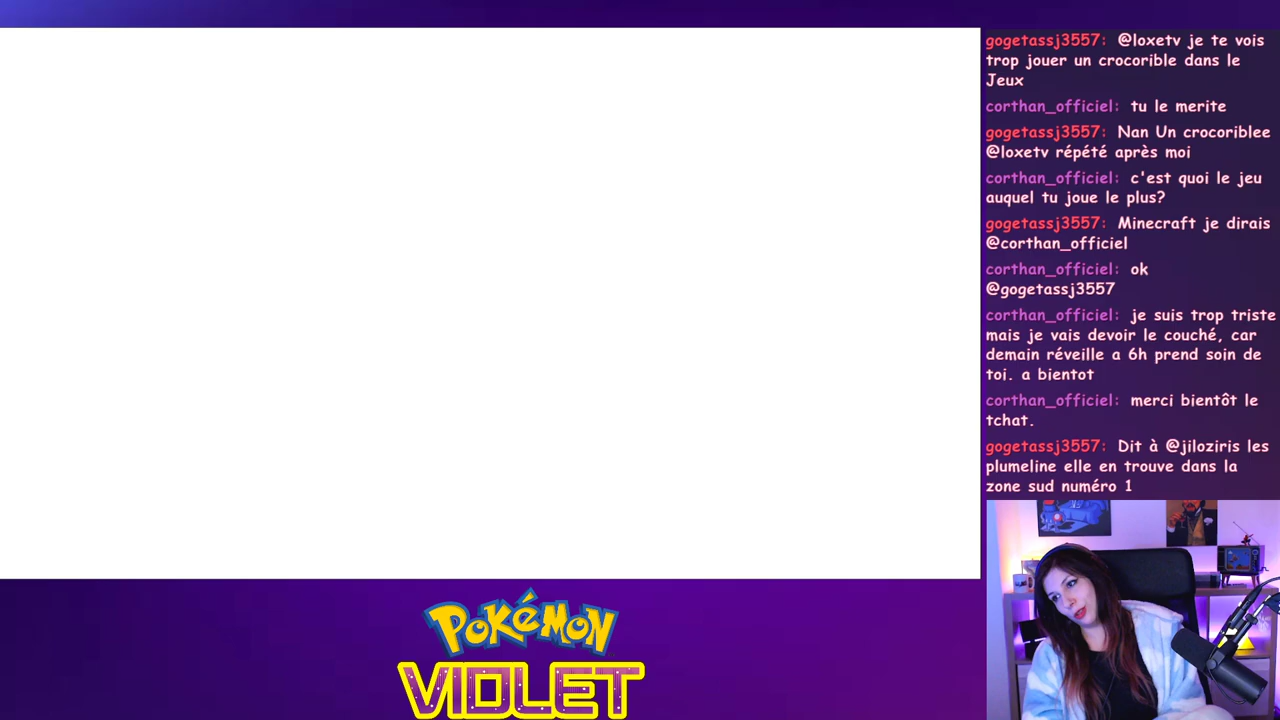 gogetassj3557: @loxetv je te vois
trop jouer un crocorible dans le
Jeux
corthan_officiel: tu le merite
gogetassj3557: Nan Un crocoriblee
@loxetv répété après moi
corthan_officiel: c'est quoi le jeu
auquel tu joue le plus?
gogetassj3557: Minecraft je dirais
@corthan_officiel
corthan_officiel: ok
@gogetassj3557
corthan_officiel: je suis trop triste
mais je vais devoir le couché, car
demain réveille a 6h prend soin de
toi. a bientot
corthan_officiel: merci bientôt le
tchat.
gogetassj3557: Dit à @jiloziris les
plumeline elle en trouve dans la
zone sud numéro 1
POKéMON
VIOLET